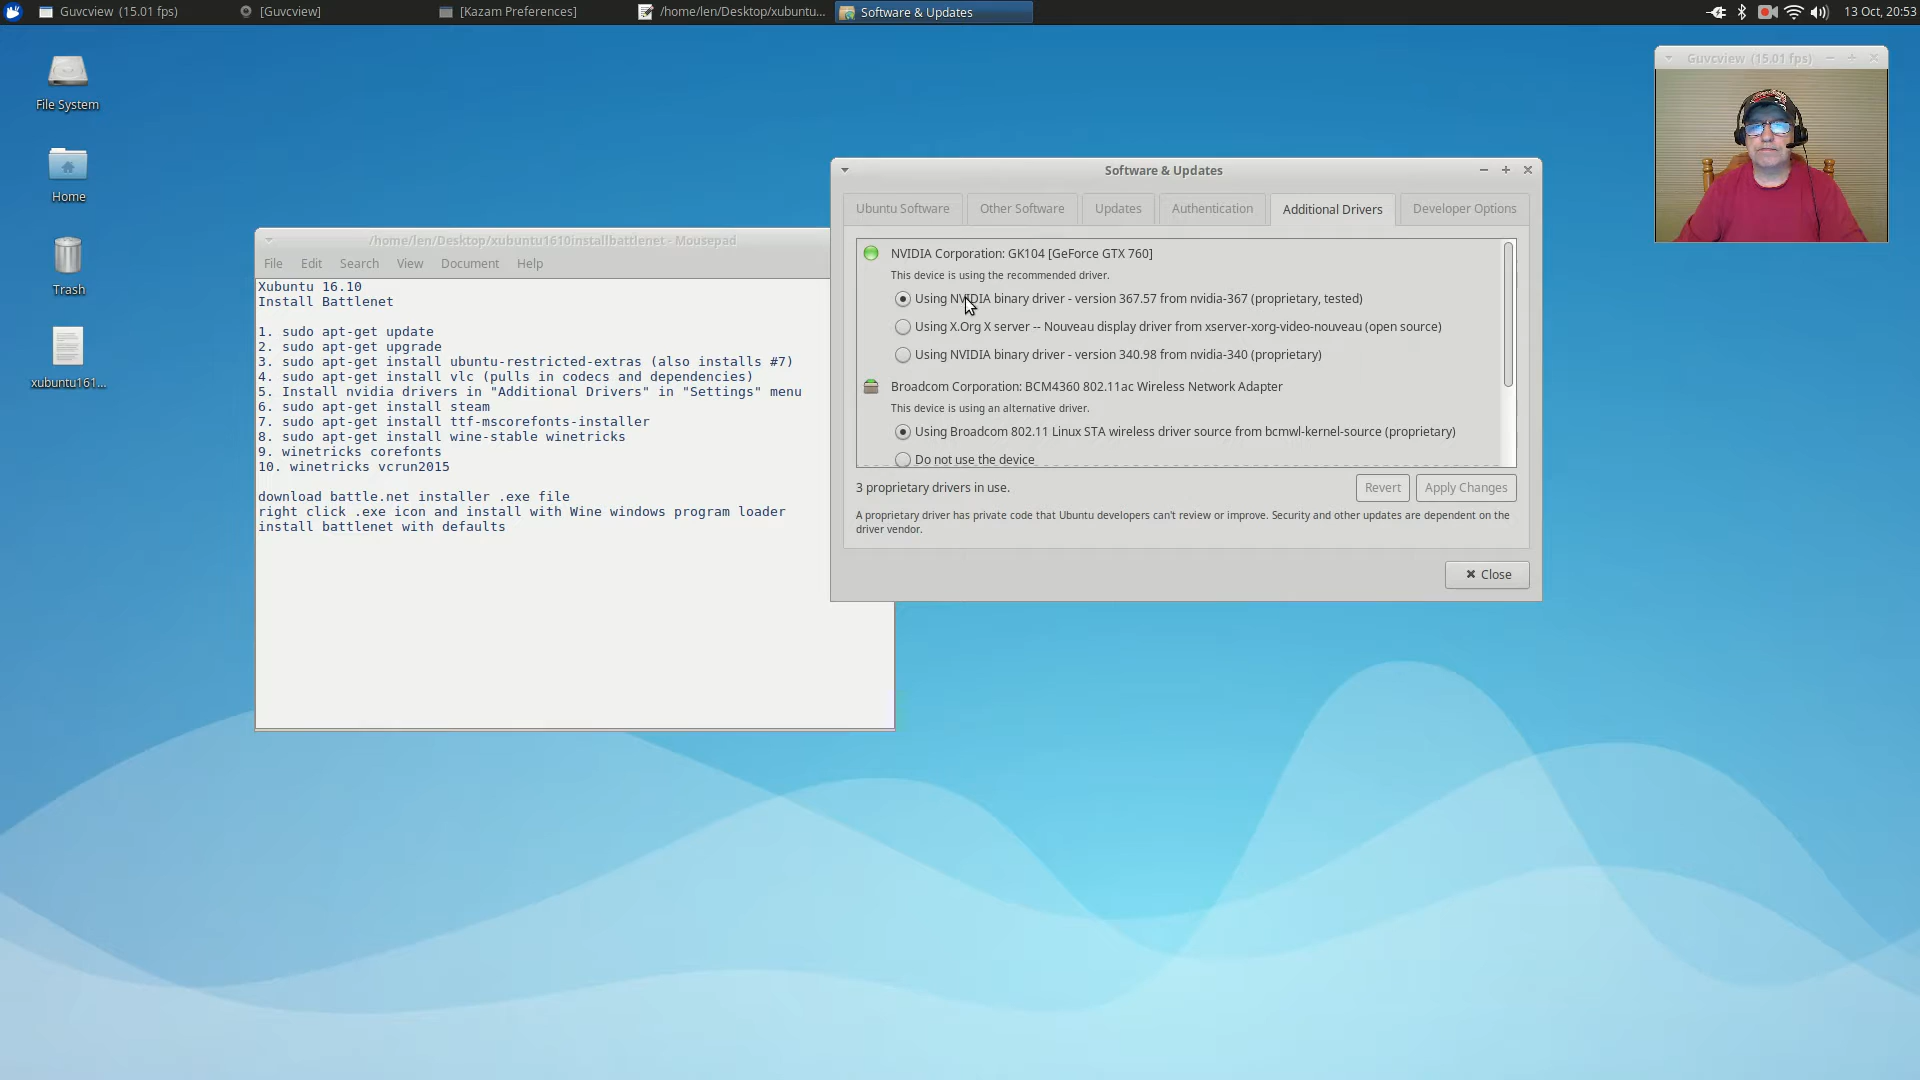 Guvcview (15.01 fps)
[Guvcview]
[Kazam Preferences]
/home/len/Desktop/xubuntu...
Software & Updates
13 Oct, 20:53
File System
Home
Trash
xubuntu161...
Guvcview (15.01 fps)
/home/len/Desktop/xubuntu1610installbattlenet - Mousepad
File Edit Search View Document Help
Xubuntu 16.10
Install Battlenet
1. sudo apt-get update
2. sudo apt-get upgrade
3. sudo apt-get install ubuntu-restricted-extras (also installs #7)
4. sudo apt-get install vlc (pulls in codecs and dependencies)
5. Install nvidia drivers in "Additional Drivers" in "Settings" menu
6. sudo apt-get install steam
7. sudo apt-get install ttf-mscorefonts-installer
8. sudo apt-get install wine-stable winetricks
9. winetricks corefonts
10. winetricks vcrun2015
download battle.net installer .exe file
right click .exe icon and install with Wine windows program loader
install battlenet with defaults
Software & Updates
Ubuntu Software
Other Software
Updates
Authentication
Additional Drivers
Developer Options
NVIDIA Corporation: GK104 [GeForce GTX 760]
This device is using the recommended driver.
Using NVIDIA binary driver - version 367.57 from nvidia-367 (proprietary, tested)
Using X.Org X server -- Nouveau display driver from xserver-xorg-video-nouveau (open source)
Using NVIDIA binary driver - version 340.98 from nvidia-340 (proprietary)
Broadcom Corporation: BCM4360 802.11ac Wireless Network Adapter
This device is using an alternative driver.
Using Broadcom 802.11 Linux STA wireless driver source from bcmwl-kernel-source (proprietary)
Do not use the device
3 proprietary drivers in use.
Revert
Apply Changes
A proprietary driver has private code that Ubuntu developers can't review or improve. Security and other updates are dependent on the
driver vendor.
Close